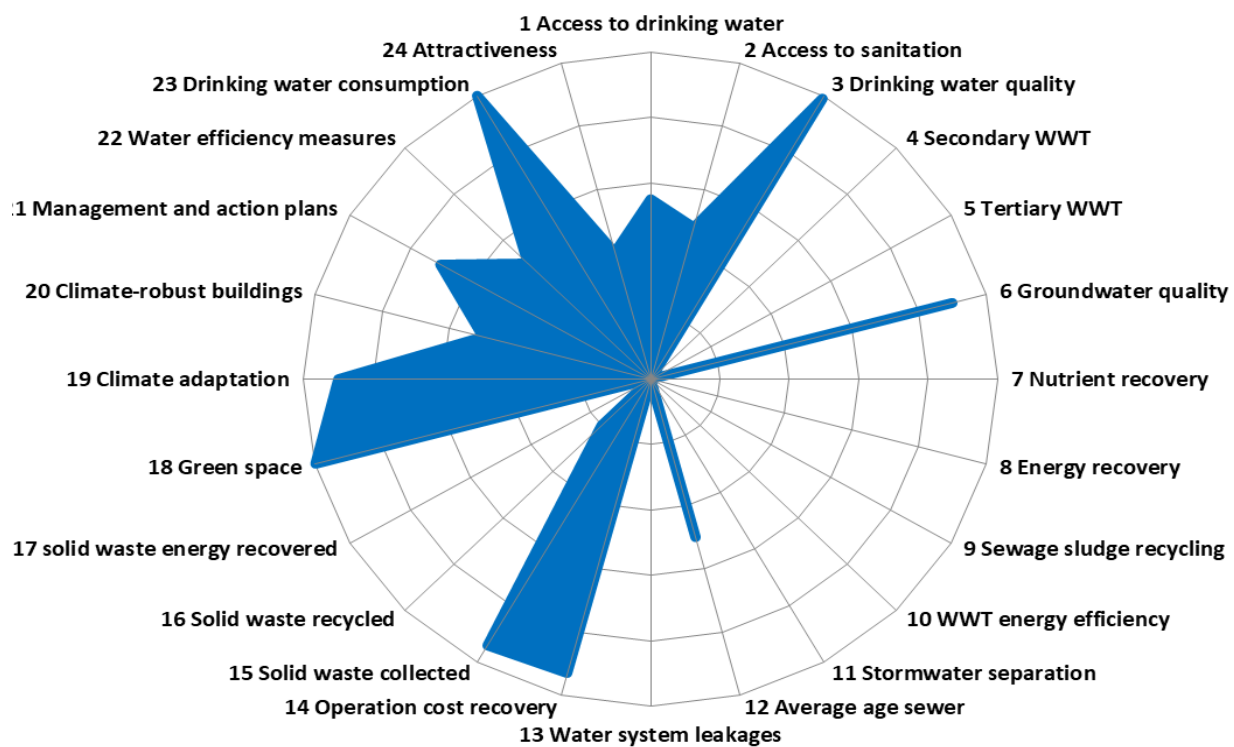 1 Access to drinking water
2 Access to sanitation
3 Drinking water quality
4 Secondary WWT
5 Tertiary WWT
6 Groundwater quality
7 Nutrient recovery
8 Energy recovery
9 Sewage sludge recycling
10 WWT energy efficiency
11 Stormwater separation
12 Average age sewer
13 Water system leakages
14 Operation cost recovery
15 Solid waste collected
16 Solid waste recycled
17 solid waste energy recovered
18 Green space
19 Climate adaptation
20 Climate-robust buildings
1 Management and action plans
22 Water efficiency measures
23 Drinking water consumption
24 Attractiveness